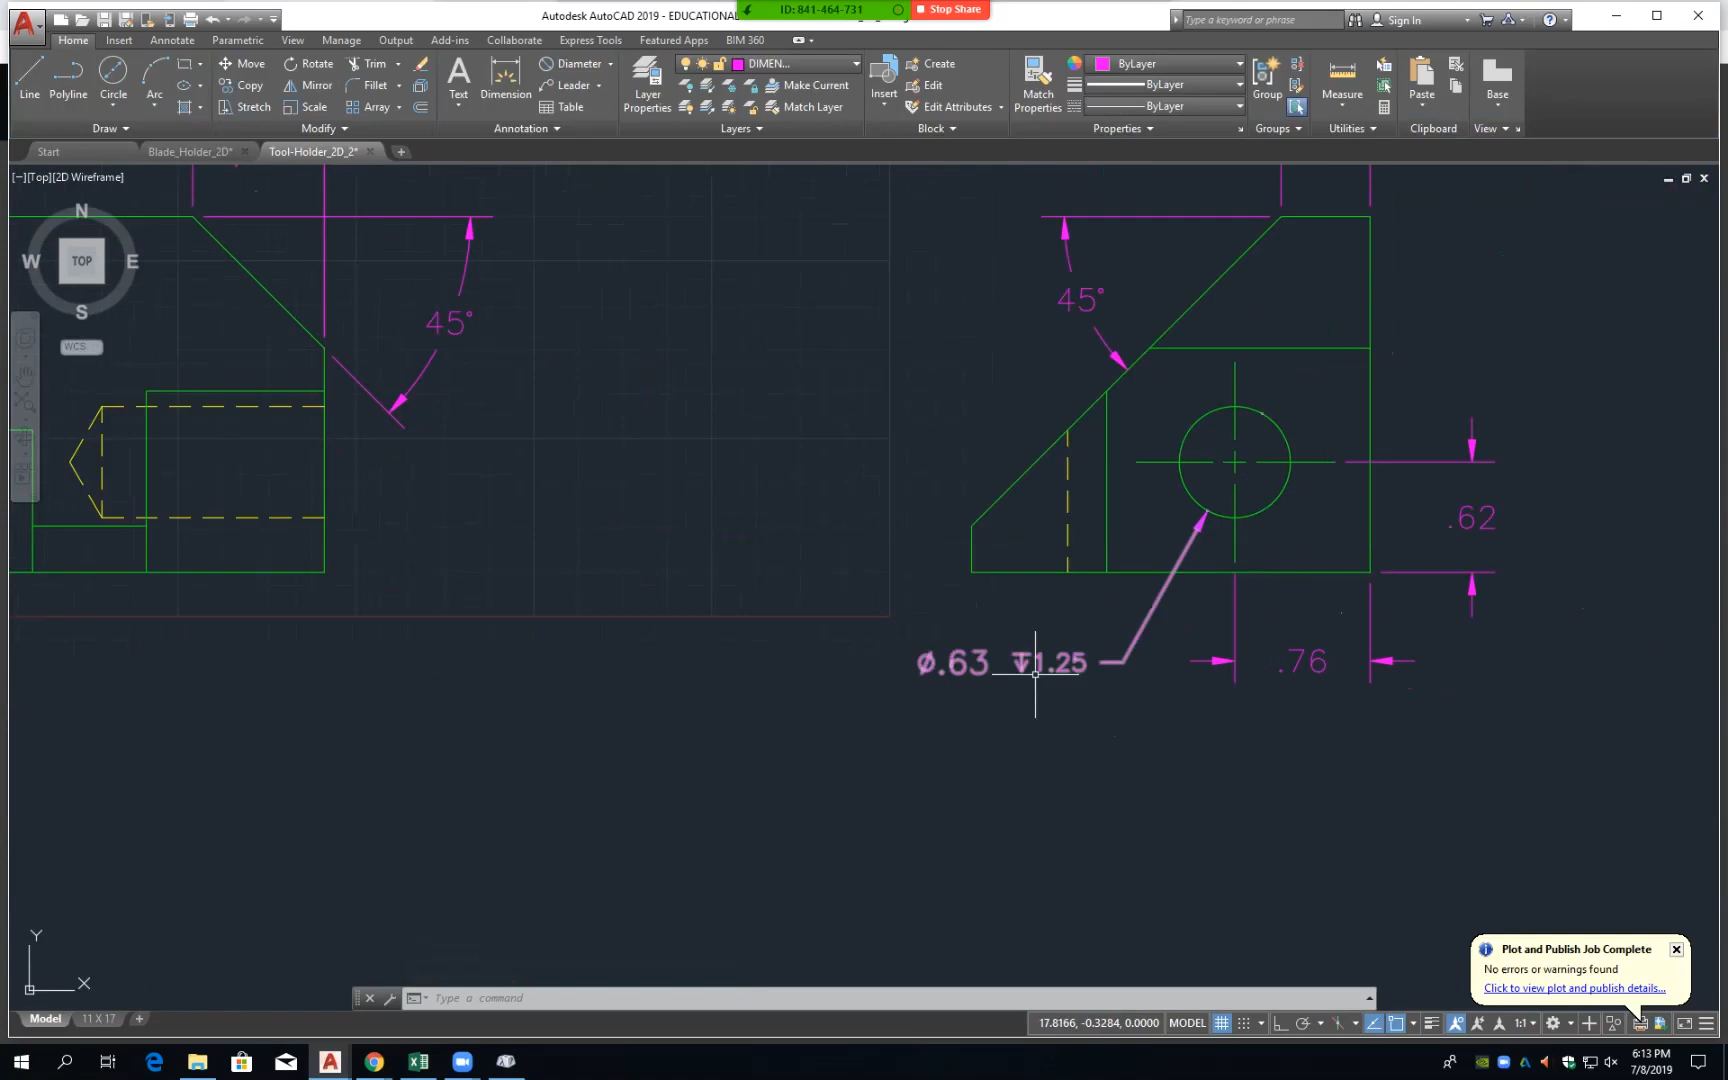 Autodesk AutoCAD 2019 - EDUCATIONAL
ID: 841-464-731
Stop Share
Type a keyword or phrase
Sign In
Home Insert Annotate Parametric View Manage Output Add-ins Collaborate Express Tools Featured Apps BIM 360
Line
Polyline
Circle
Arc
Move
Copy
Stretch
Rotate
Mirror
Scale
Trim
Fillet
Array
Text
Dimension
Diameter
Leader
Table
Layer
Properties
DIMEN...
Make Current
Match Layer
Insert
Create
Edit
Edit Attributes
Match
Properties
ByLayer
ByLayer
ByLayer
Group
Measure
Paste
Base
Draw
Modify
Annotation
Layers
Block
Properties
Groups
Utilities
Clipboard
View
Start
Blade_Holder_2D*
Tool-Holder_2D_2*
[−][Top][2D Wireframe]
N
W
TOP
E
S
WCS
45°
45°
.62
.76
Ø.63 ↧1.25
Y
X
Plot and Publish Job Complete
No errors or warnings found
Click to view plot and publish details...
Type a command
Model
11 X 17
17.8166, -0.3284, 0.0000
MODEL
1:1
6:13 PM
7/8/2019